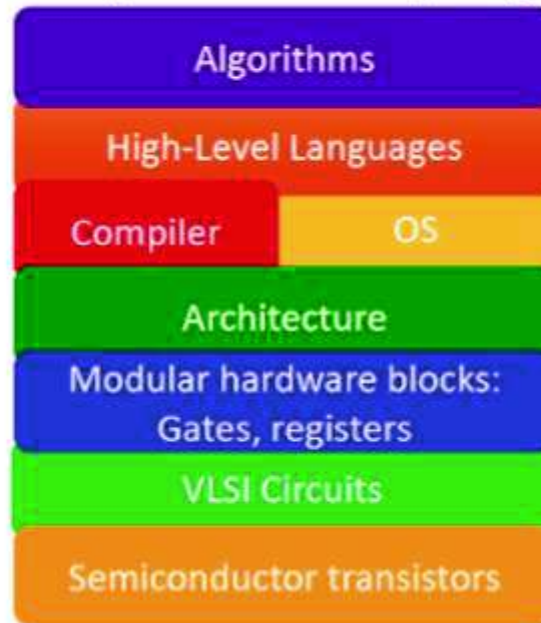 Algorithms
High-Level Languages
Compiler
OS
Architecture
Modular hardware blocks:
Gates, registers
VLSI Circuits
Semiconductor transistors